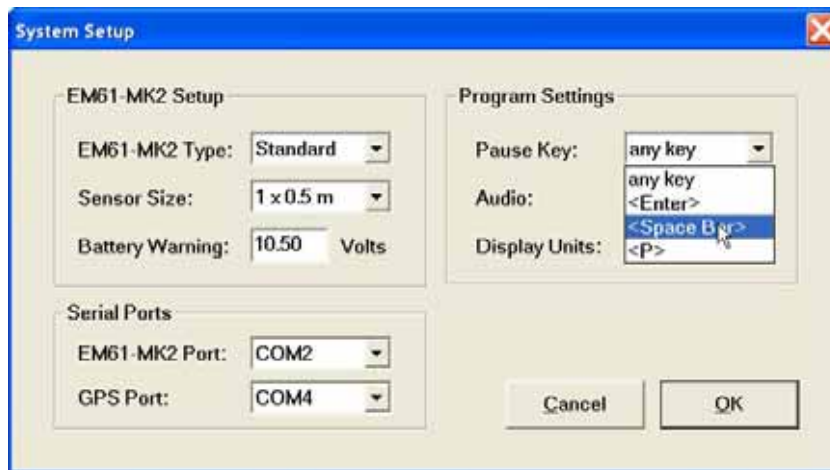 System Setup
EM61-MK2 Setup
EM61-MK2 Type: Standard
Sensor Size: 1 x 0.5 m
Battery Warning: 10.50 Volts
Serial Ports
EM61-MK2 Port: COM2
GPS Port: COM4
Program Settings
Pause Key: any key
any key
<Enter>
<Space Bar>
<P>
Audio:
Display Units:
Cancel OK